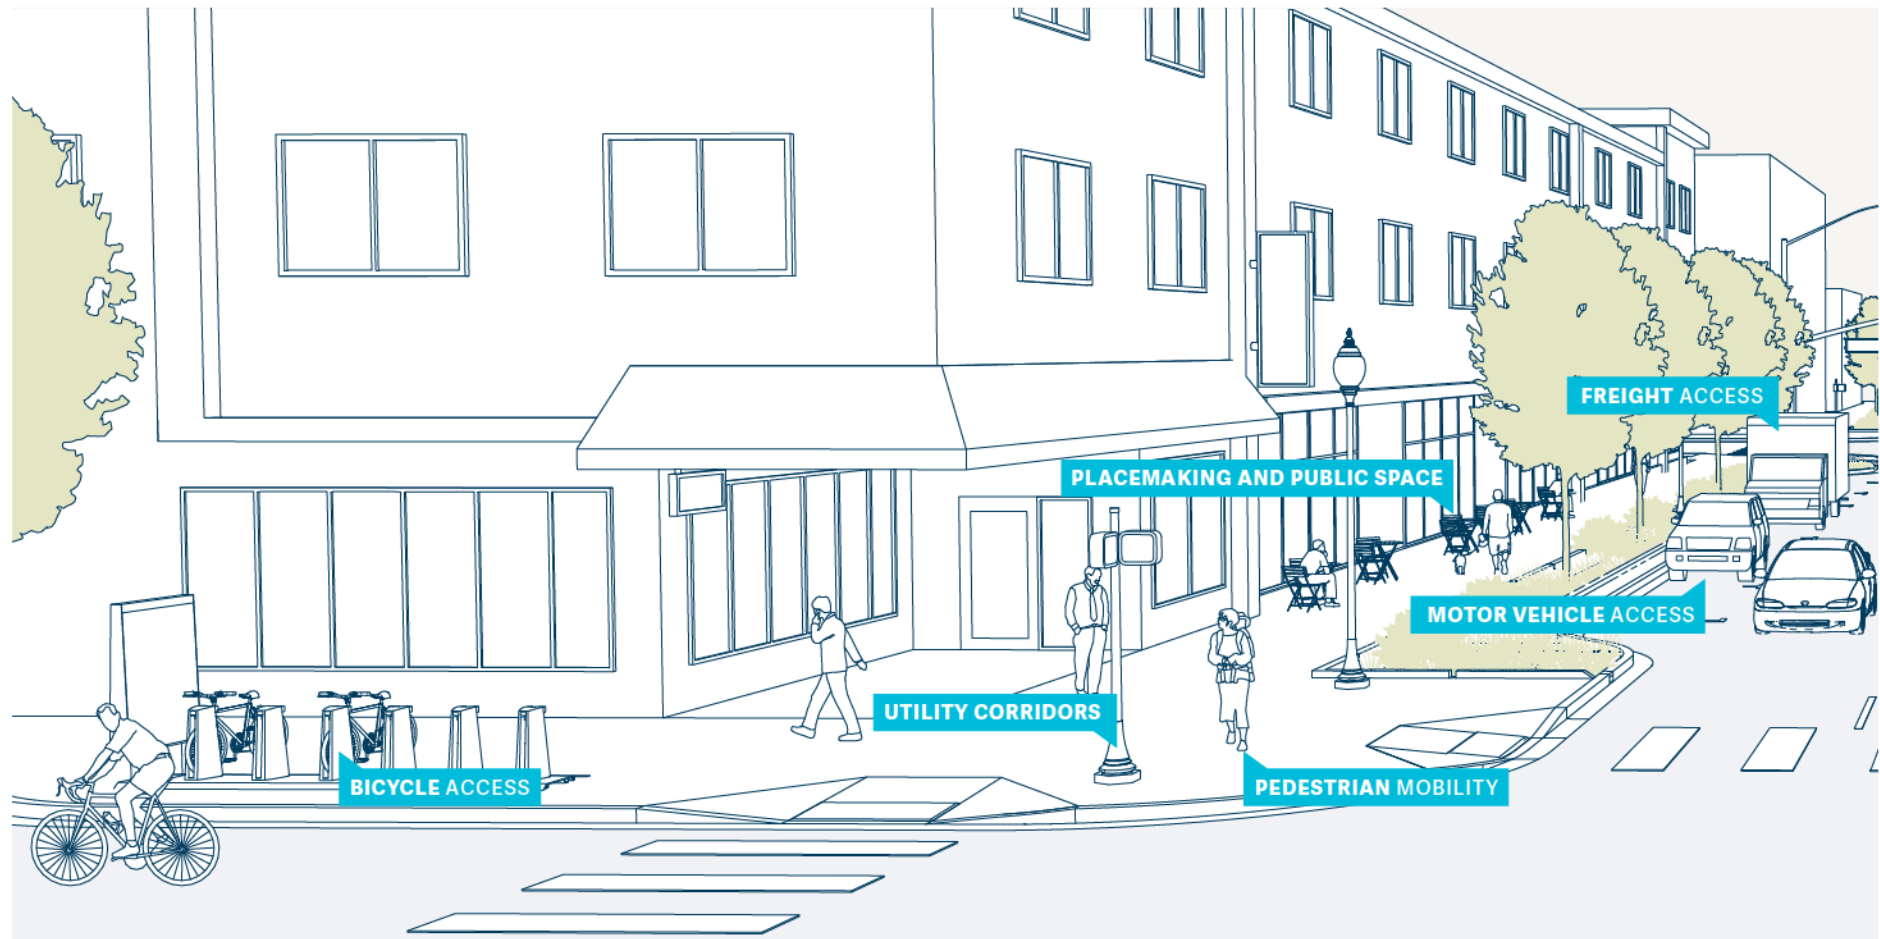 FREIGHT ACCESS
PLACEMAKING AND PUBLIC SPACE
MOTOR VEHICLE ACCESS
UTILITY CORRIDORS
BICYCLE ACCESS
PEDESTRIAN MOBILITY